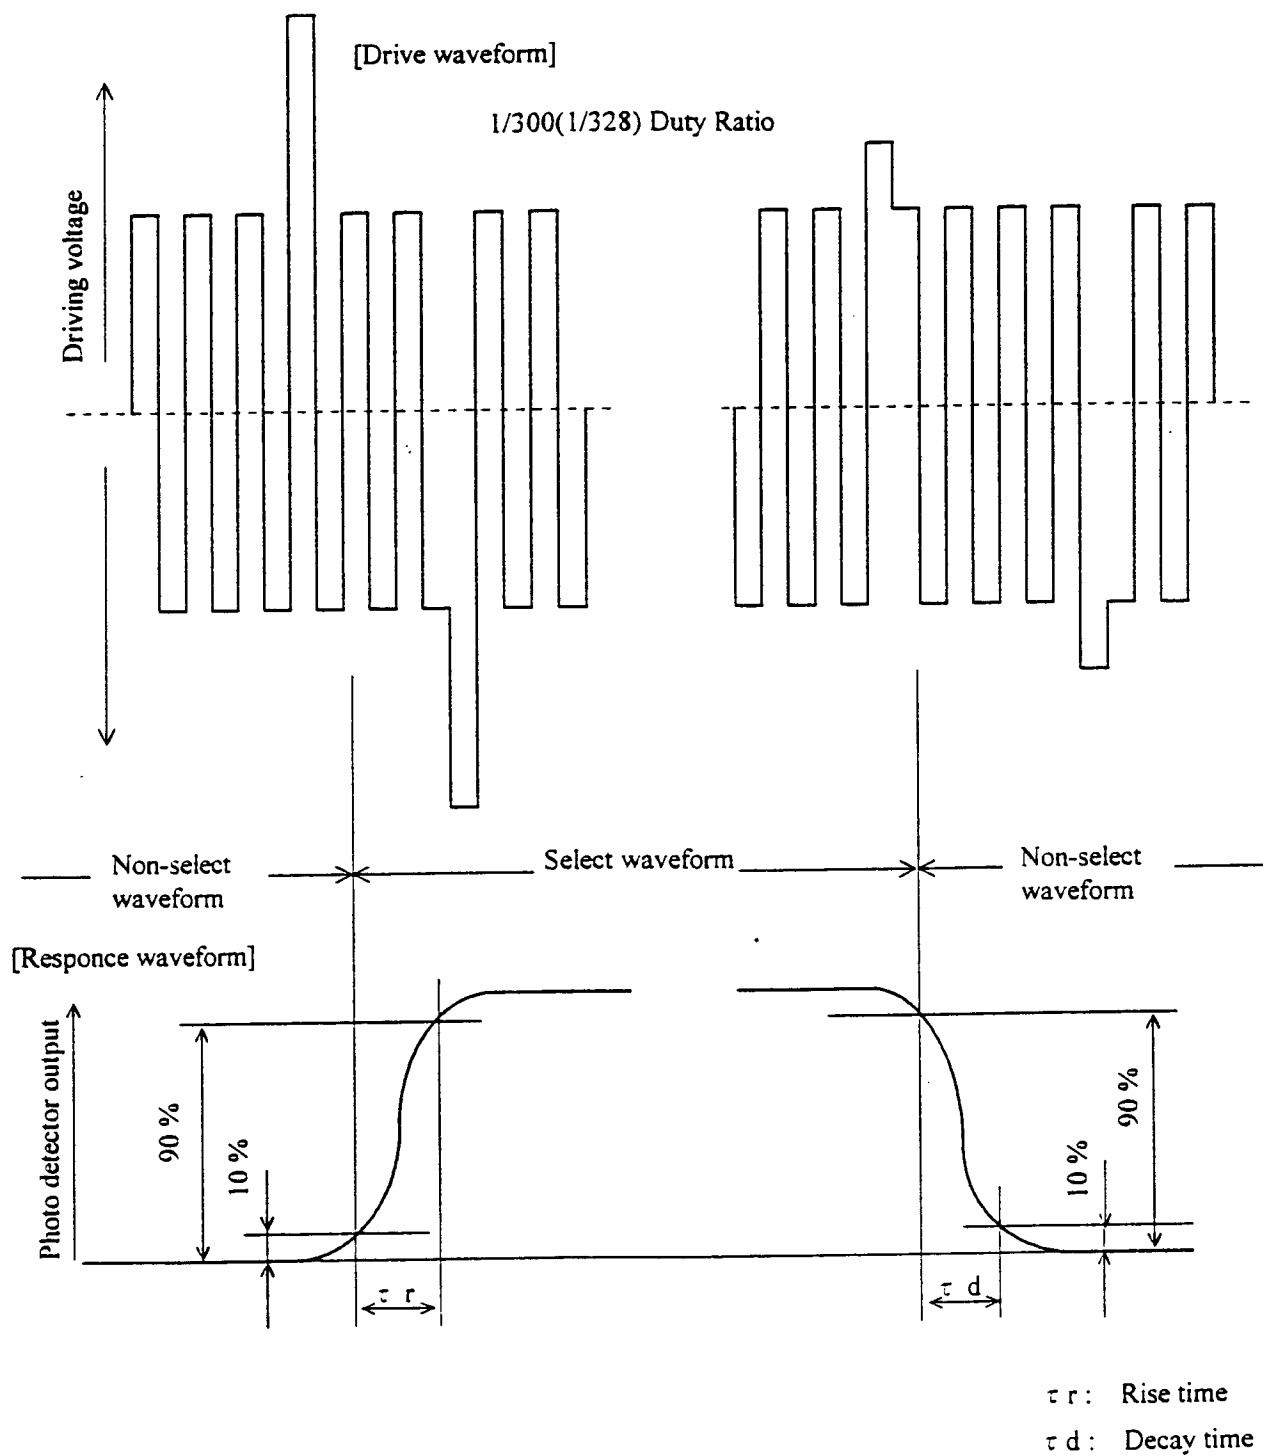 [Drive waveform]
1/300(1/328) Duty Ratio
Driving voltage
Non-select
waveform
Select waveform
Non-select
waveform
[Responce waveform]
Photo detector output
90 %
10 %
τ r
τ d
10 %
90 %
τ r : Rise time
τ d : Decay time